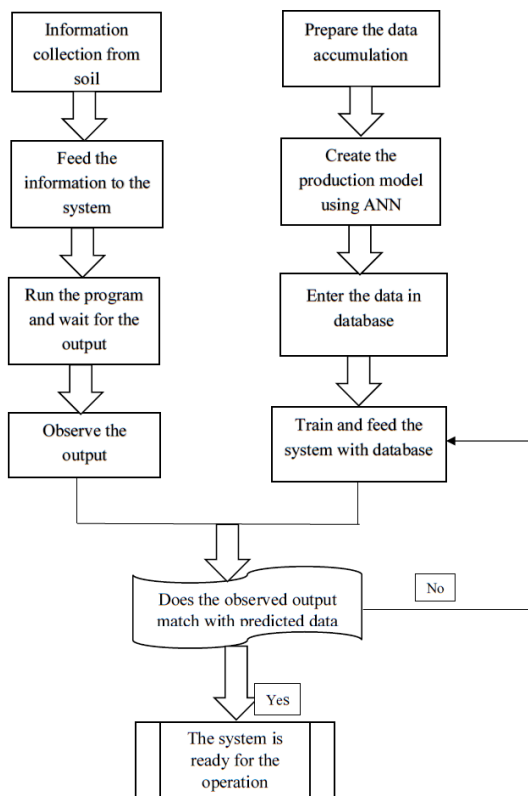 Information
collection from
soil
Feed the
information to the
system
Run the program
and wait for the
output
Observe the
output
Prepare the data
accumulation
Create the
production model
using ANN
Enter the data in
database
Train and feed the
system with database
Does the observed output
match with predicted data
No
Yes
The system is
ready for the
operation